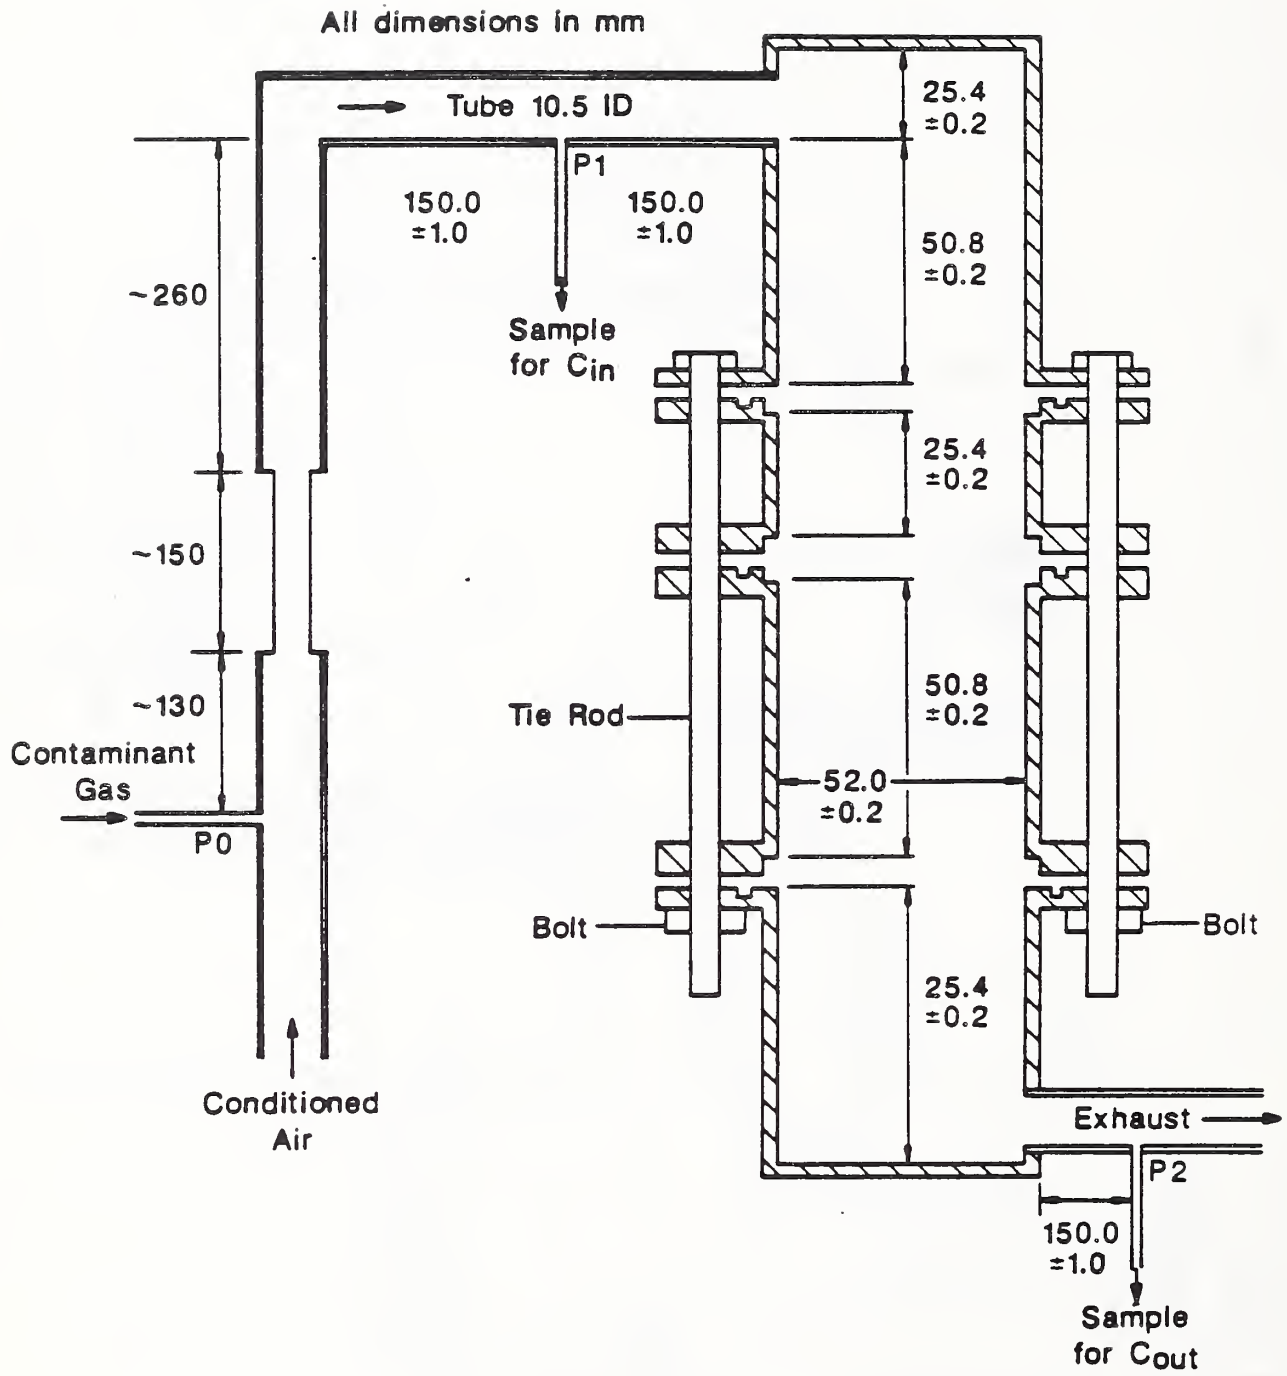 All dimensions in mm
Tube 10.5 ID
25.4
±0.2
P1
150.0
±1.0
150.0
±1.0
50.8
±0.2
~260
Sample
for Cin
25.4
±0.2
~150
50.8
±0.2
~130
Tie Rod
Contaminant
Gas
52.0
±0.2
P0
Bolt
Bolt
25.4
±0.2
Conditioned
Air
Exhaust
P2
150.0
±1.0
Sample
for Cout